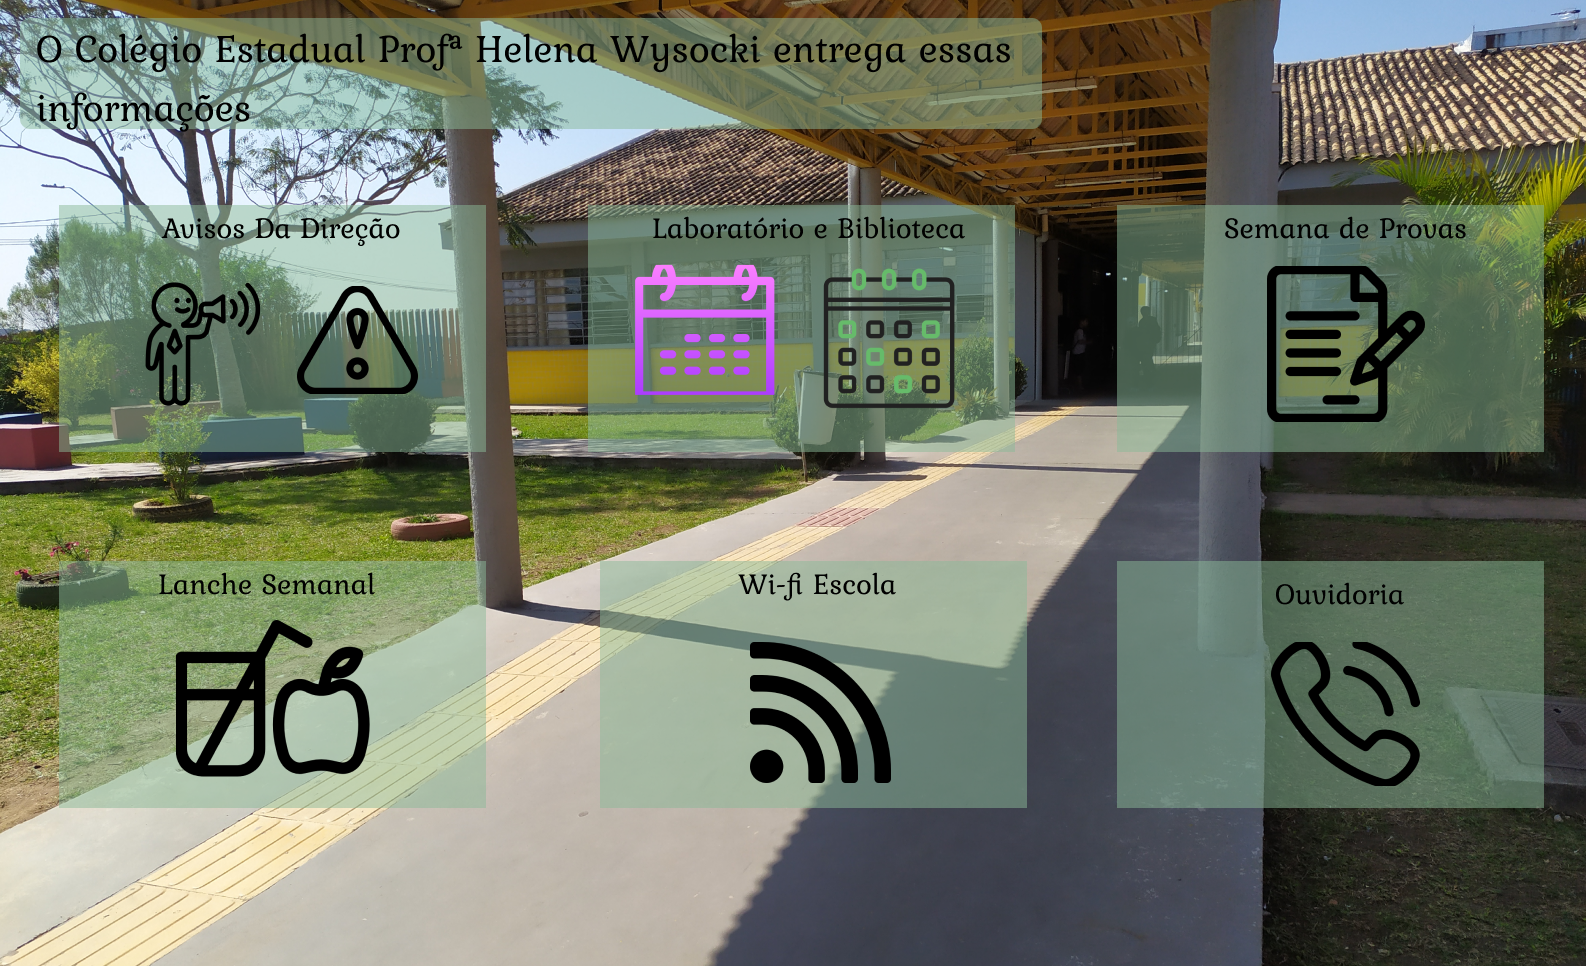 O Colégio Estadual Profª Helena Wysocki entrega essas
informações
Avisos Da Direção
Laboratório e Biblioteca
Semana de Provas
Lanche Semanal
Wi-fi Escola
Ouvidoria